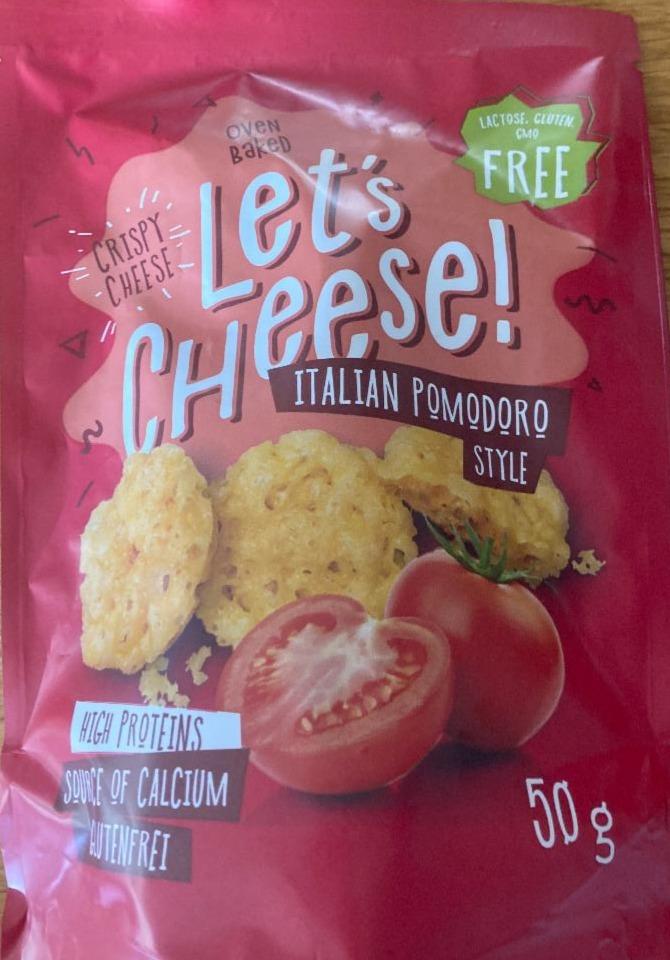 OVEN
BAKED
LACTOSE. GLUTEN.
GMO
FREE
CRISPY
CHEESE
Let's
CHeese!
ITALIAN POMODORO
STYLE
HIGH PROTEINS
SOURCE OF CALCIUM
GLUTENFREI
50 g